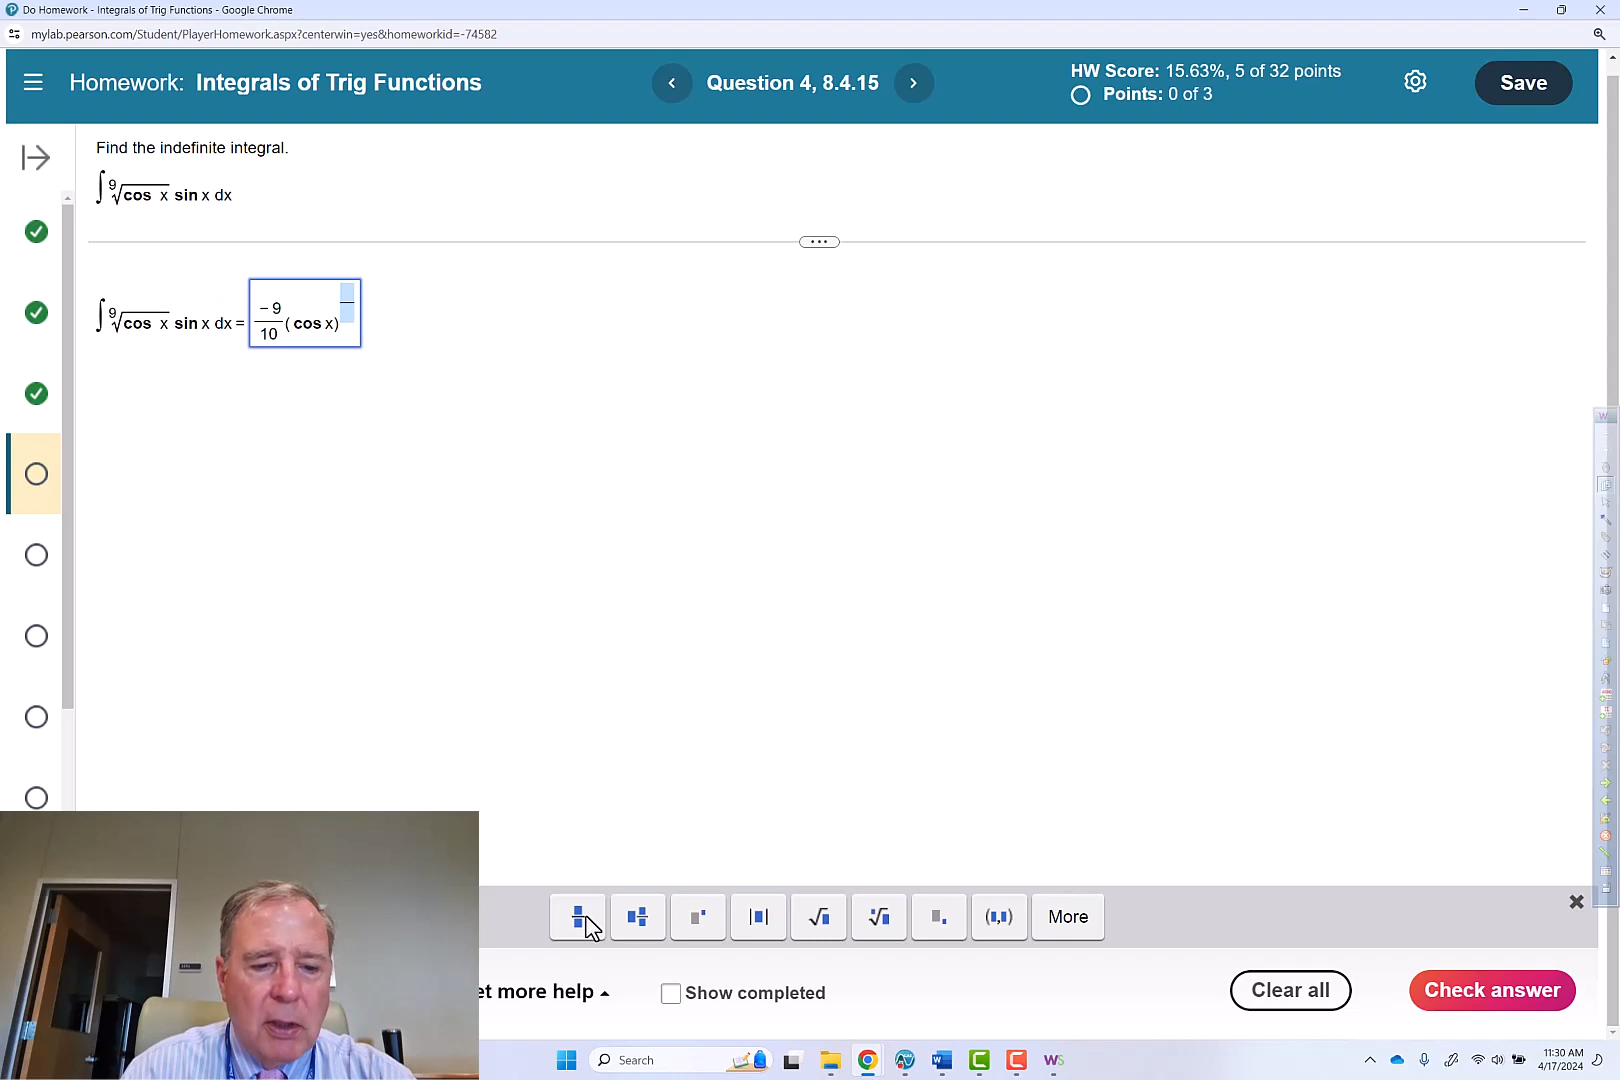 Do Homework - Integrals of Trig Functions - Google Chrome
mylab.pearson.com/Student/PlayerHomework.aspx?centerwin=yes&homeworkid=-74582
Homework: Integrals of Trig Functions
Question 4, 8.4.15
HW Score: 15.63%, 5 of 32 points
Points: 0 of 3
Save
Find the indefinite integral.
∫ ⁹√cos x sin x dx
∫ ⁹√cos x sin x dx = -9/10 (cos x)
More
et more help
Show completed
Clear all
Check answer
Search
11:30 AM
4/17/2024